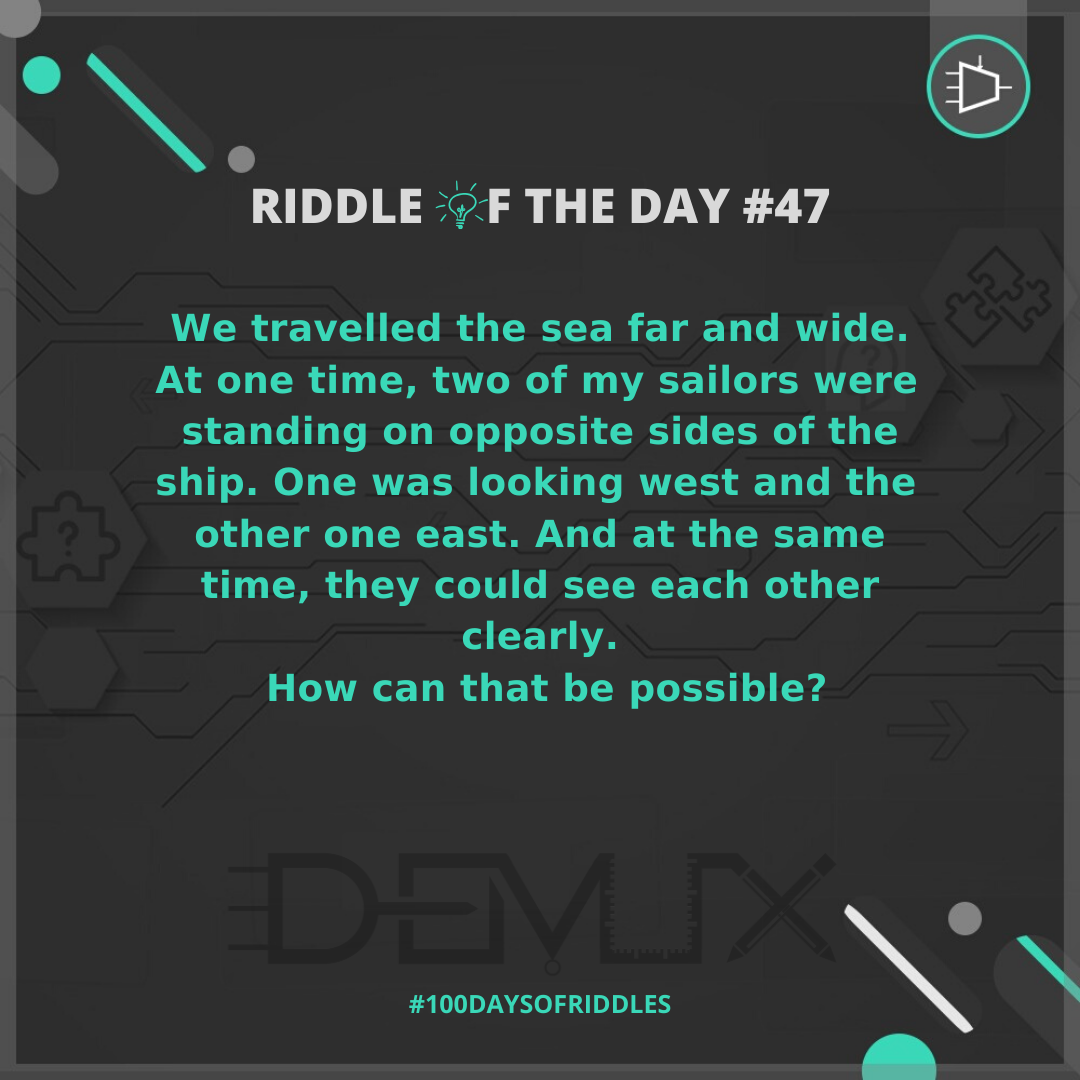 RIDDLE OF THE DAY #47
We travelled the sea far and wide.
At one time, two of my sailors were
standing on opposite sides of the
ship. One was looking west and the
other one east. And at the same
time, they could see each other
clearly.
How can that be possible?
DEMUX
#100DAYSOFRIDDLES